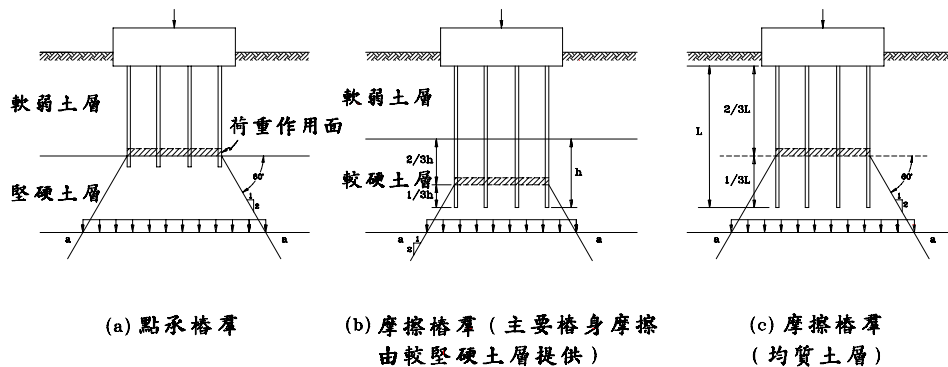 軟弱土層
荷重作用面
堅硬土層
60°
1
2
a
a
(a) 點承樁羣
軟弱土層
較硬土層
2/3h
1/3h
h
a
a
1
2
(b) 摩擦樁羣（主要樁身摩擦
由較堅硬土層提供）
L
2/3L
1/3L
60°
1
2
a
a
(c) 摩擦樁羣
（均質土層）